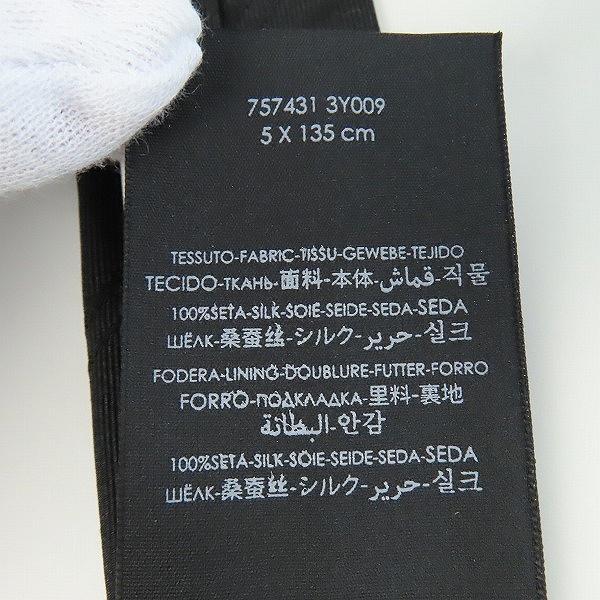 757431 3Y009
5 X 135 cm
TESSUTO-FABRIC-TISSU-GEWEBE-TEJIDO
TECIDO-ТКАНЬ-面料-本体-قماش-직물
100%SETA-SILK-SOIE-SEIDE-SEDA-SEDA
ШЁЛК-桑蚕丝-シルク-حرير-실크
FODERA-LINING-DOUBLURE-FUTTER-FORRO
FORRO-ПОДКЛАДКА-里料-裏地
البطانة-안감
100%SETA-SILK-SOIE-SEIDE-SEDA-SEDA
ШЁЛК-桑蚕丝-シルク-حرير-실크